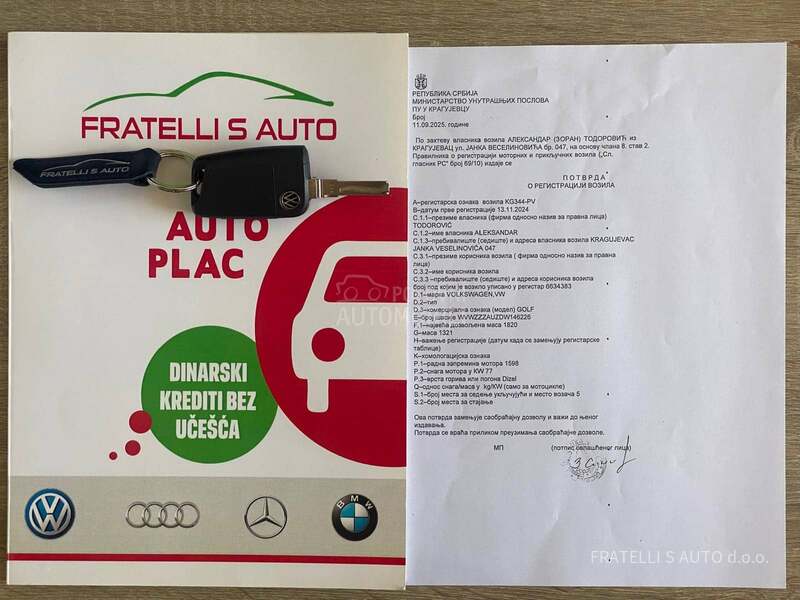 FRATELLI S AUTO
FRATELLI S AUTO
AUTO
PLAC
DINARSKI
KREDITI BEZ
UČEŠĆA
BMW
РЕПУБЛИКА СРБИЈА
МИНИСТАРСТВО УНУТРАШЊИХ ПОСЛОВА
ПУ У КРАГУЈЕВЦУ
Број
11.09.2025. године
По захтеву власника возила АЛЕКСАНДАР (ЗОРАН) ТОДОРОВИЋ из
КРАГУЈЕВАЦ ул. ЈАНКА ВЕСЕЛИНОВИЋА бр. 047, на основу члана 8. став 2.
Правилника о регистрацији моторних и прикључних возила („Сл.
гласник РС" број 69/10) издаје се
П О Т В Р Д А
О РЕГИСТРАЦИЈИ ВОЗИЛА
А–регистарска ознака возила KG344-PV
B–датум прве регистрације 13.11.2024
C.1.1–презиме власника (фирма односно назив за правна лица)
TODOROVIĆ
C.1.2–име власника ALEKSANDAR
C.1.3–пребивалиште (седиште) и адреса власника возила KRAGUJEVAC
JANKA VESELINOVIĆA 047
C.3.1–презиме корисника возила ( фирма односно назив за правна
лица)
C.3.2–име корисника возила
C.3.3 –пребивалиште (седиште) и адреса корисника возила
број под којим је возило уписано у регистар 6634383
D.1–марка VOLKSWAGEN,VW
D.2–тип
D.3–комерцијална ознака (модел) GOLF
E–број шасије WVWZZZAUZDW146226
F.1–највећа дозвољена маса 1820
G–маса 1321
H–важење регистрације (датум када се замењују регистарске
таблице)
K–хомологацијска ознака
P.1–радна запремина мотора 1598
P.2–снага мотора у KW 77
P.3–врста горива или погона Dizel
Q–однос снага/маса у kg/KW (само за мотоцикле)
S.1–број места за седење укључујући и место возача 5
S.2–број места за стајање
Ова потврда замењује саобраћајну дозволу и важи до њеног
издавања.
Потврда се враћа приликом преузимања саобраћајне дозволе.
МП (потпис овлашћеног лица)
FRATELLI S AUTO d.o.o.